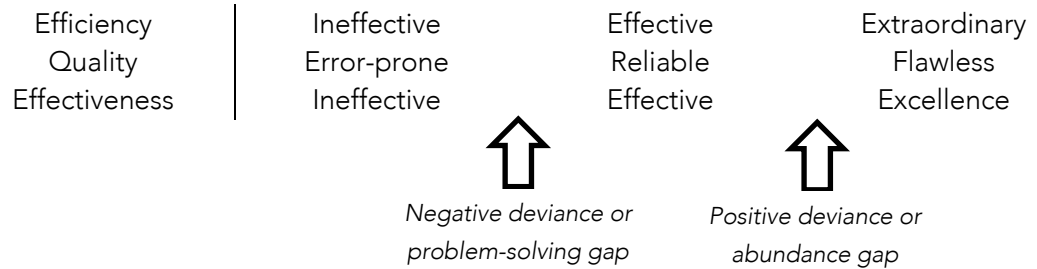 Efficiency Ineffective Effective Extraordinary
Quality Error-prone Reliable Flawless
Effectiveness Ineffective Effective Excellence
Negative deviance or
problem-solving gap
Positive deviance or
abundance gap